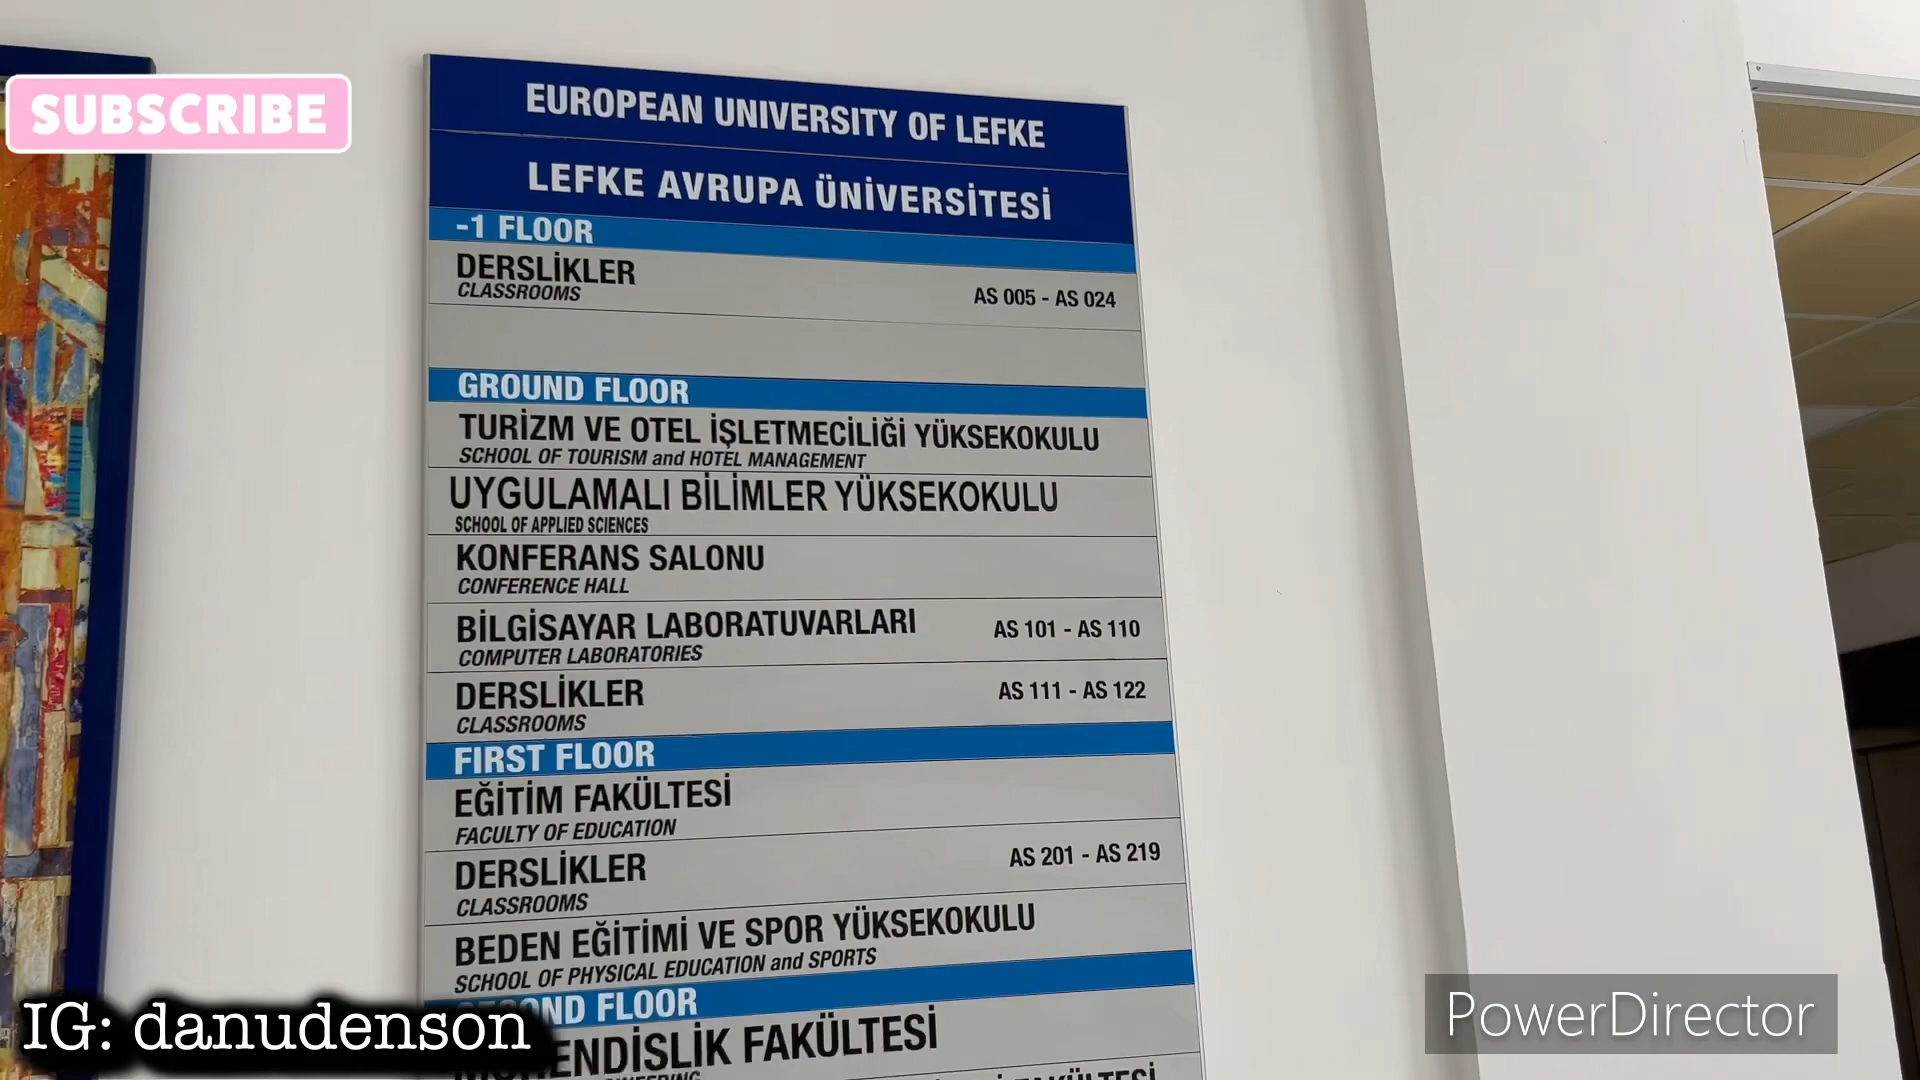 SUBSCRIBE
EUROPEAN UNIVERSITY OF LEFKE
LEFKE AVRUPA ÜNİVERSİTESİ
-1 FLOOR
DERSLİKLER
CLASSROOMS
AS 005 - AS 024
GROUND FLOOR
TURİZM VE OTEL İŞLETMECİLİĞİ YÜKSEKOKULU
SCHOOL OF TOURISM and HOTEL MANAGEMENT
UYGULAMALI BİLİMLER YÜKSEKOKULU
SCHOOL OF APPLIED SCIENCES
KONFERANS SALONU
CONFERENCE HALL
BİLGİSAYAR LABORATUVARLARI
COMPUTER LABORATORIES
AS 101 - AS 110
DERSLİKLER
CLASSROOMS
AS 111 - AS 122
FIRST FLOOR
EĞİTİM FAKÜLTESİ
FACULTY OF EDUCATION
DERSLİKLER
CLASSROOMS
AS 201 - AS 219
BEDEN EĞİTİMİ VE SPOR YÜKSEKOKULU
SCHOOL OF PHYSICAL EDUCATION and SPORTS
FLOOR
FAKÜLTESİ
IG: danudenson
PowerDirector